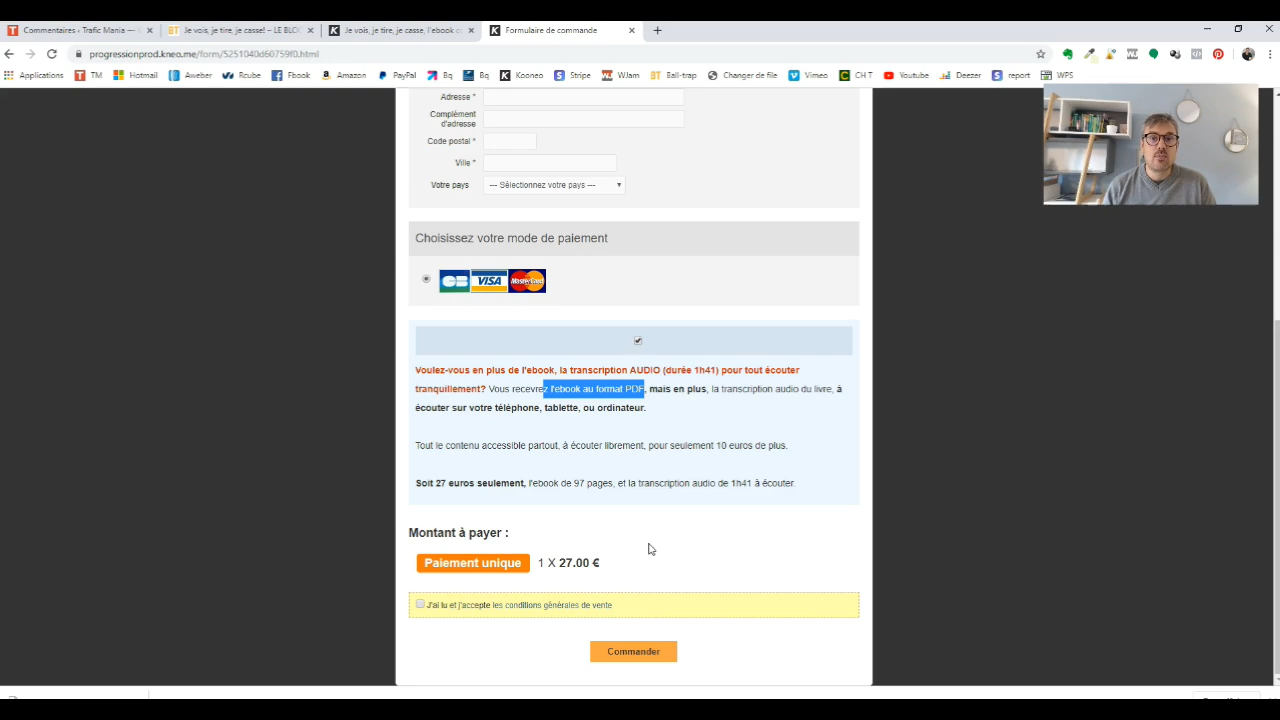 Commentaires ‹ Trafic Mania —
Je vois, je tire, je casse! – LE BLO
Je vois, je tire, je casse, l'ebook
Formulaire de commande
progressionprod.kneo.me/form/5251040d60759f0.html
Applications
TM
Hotmail
Aweber
Rcube
Fbook
Amazon
PayPal
Bq
Bq
Kooneo
Stripe
WJam
Ball-trap
Changer de file
Vimeo
CH T
Youtube
Deezer
report
WPS
Adresse *
Complément
d'adresse
Code postal *
Ville *
Votre pays
--- Sélectionnez votre pays ---
Choisissez votre mode de paiement
CB
VISA
MasterCard
Voulez-vous en plus de l'ebook, la transcription AUDIO (durée 1h41) pour tout écouter
tranquillement? Vous recevrez l'ebook au format PDF, mais en plus, la transcription audio du livre, à
écouter sur votre téléphone, tablette, ou ordinateur.
Tout le contenu accessible partout, à écouter librement, pour seulement 10 euros de plus.
Soit 27 euros seulement, l'ebook de 97 pages, et la transcription audio de 1h41 à écouter.
Montant à payer :
Paiement unique 1 X 27.00 €
J'ai lu et j'accepte les conditions générales de vente
Commander